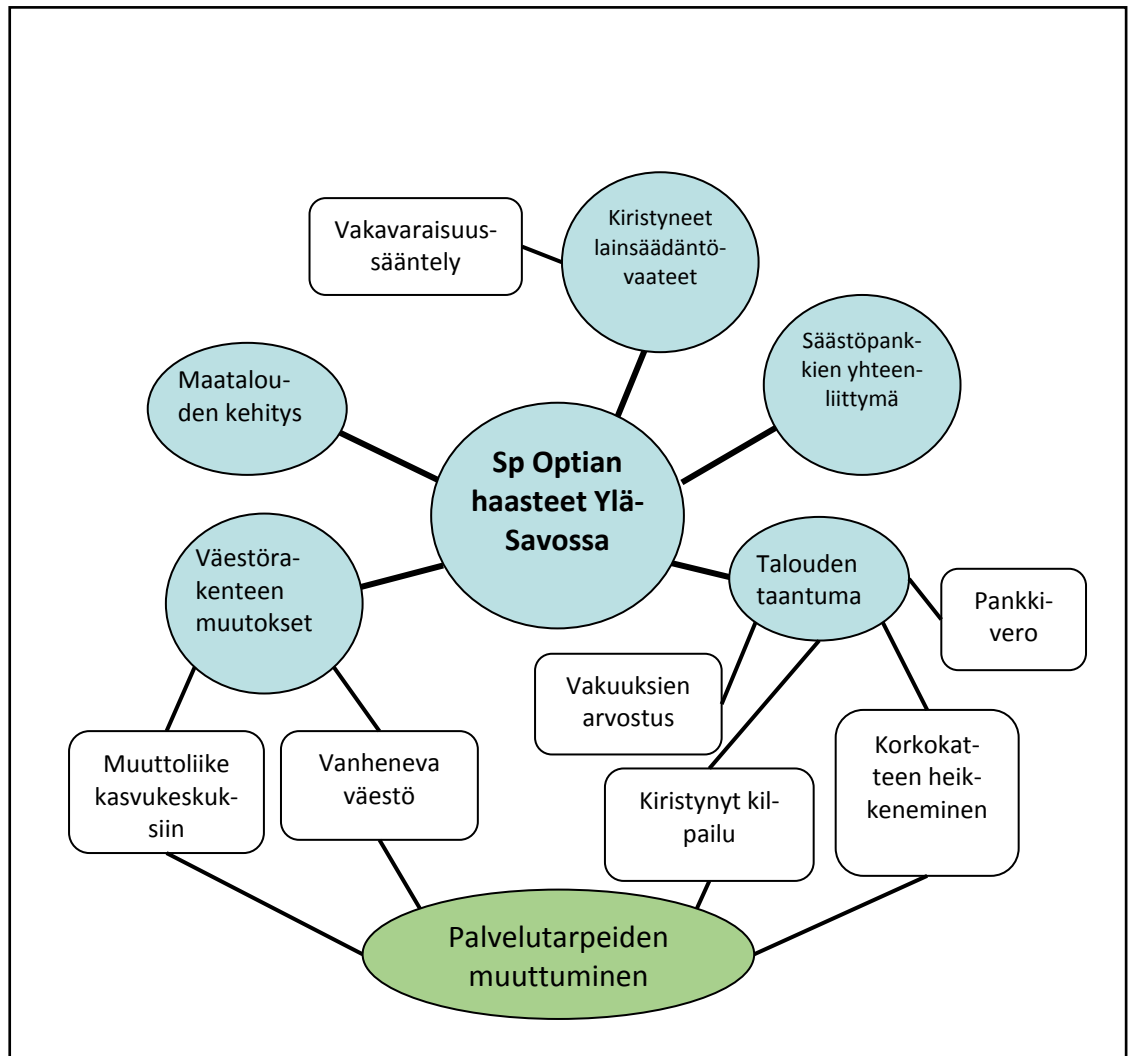 Vakavaraisuus-
sääntely
Kiristyneet
lainsäädäntö-
vaateet
Säästöpank-
kien yhteen-
liittymä
Maatalou-
den kehitys
Sp Optian
haasteet Ylä-
Savossa
Väestöra-
kenteen
muutokset
Talouden
taantuma
Pankki-
vero
Vakuuksien
arvostus
Muuttoliike
kasvukeskuk-
siin
Vanheneva
väestö
Kiristynyt kil-
pailu
Korkokat-
teen heik-
keneminen
Palvelutarpeiden
muuttuminen